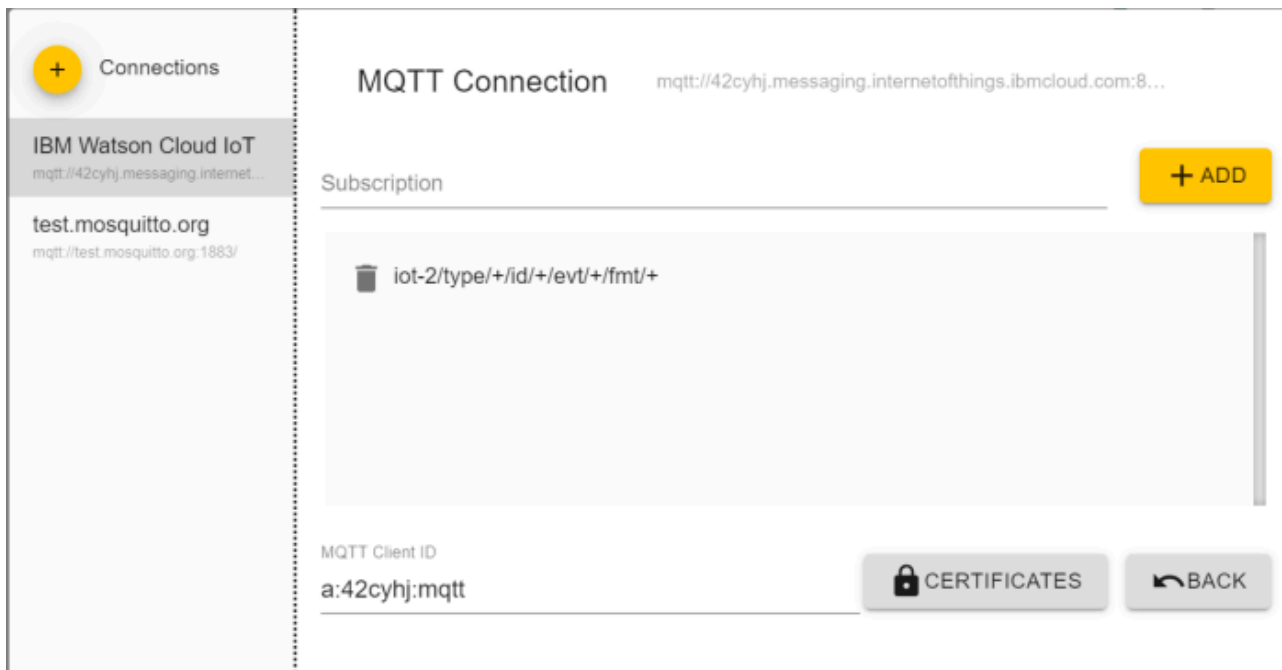 + Connections
MQTT Connection mqtt://42cyhj.messaging.internetofthings.ibmcloud.com:8...
IBM Watson Cloud IoT
mqtt://42cyhj.messaging.internet...
test.mosquitto.org
mqtt://test.mosquitto.org:1883/
Subscription
+ ADD
iot-2/type/+/id/+/evt/+/fmt/+
MQTT Client ID
a:42cyhj:mqtt
CERTIFICATES
BACK